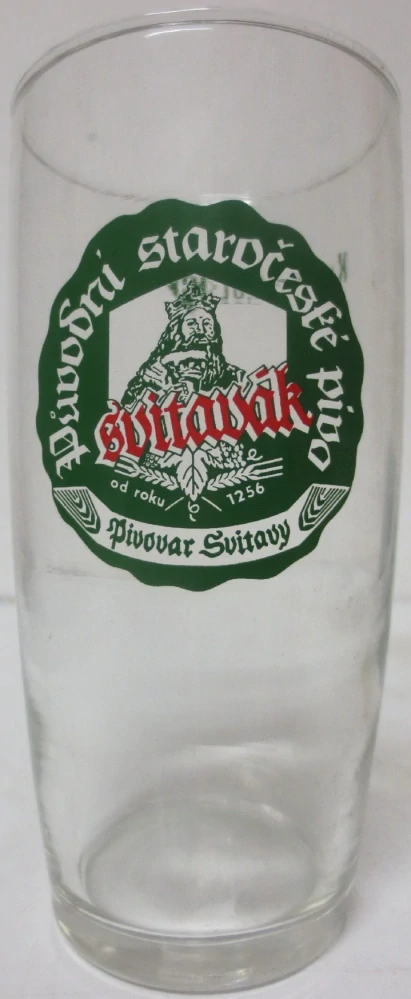 Původní staročeské pivo
svitavák
od roku 1256
Pivovar Svitavy